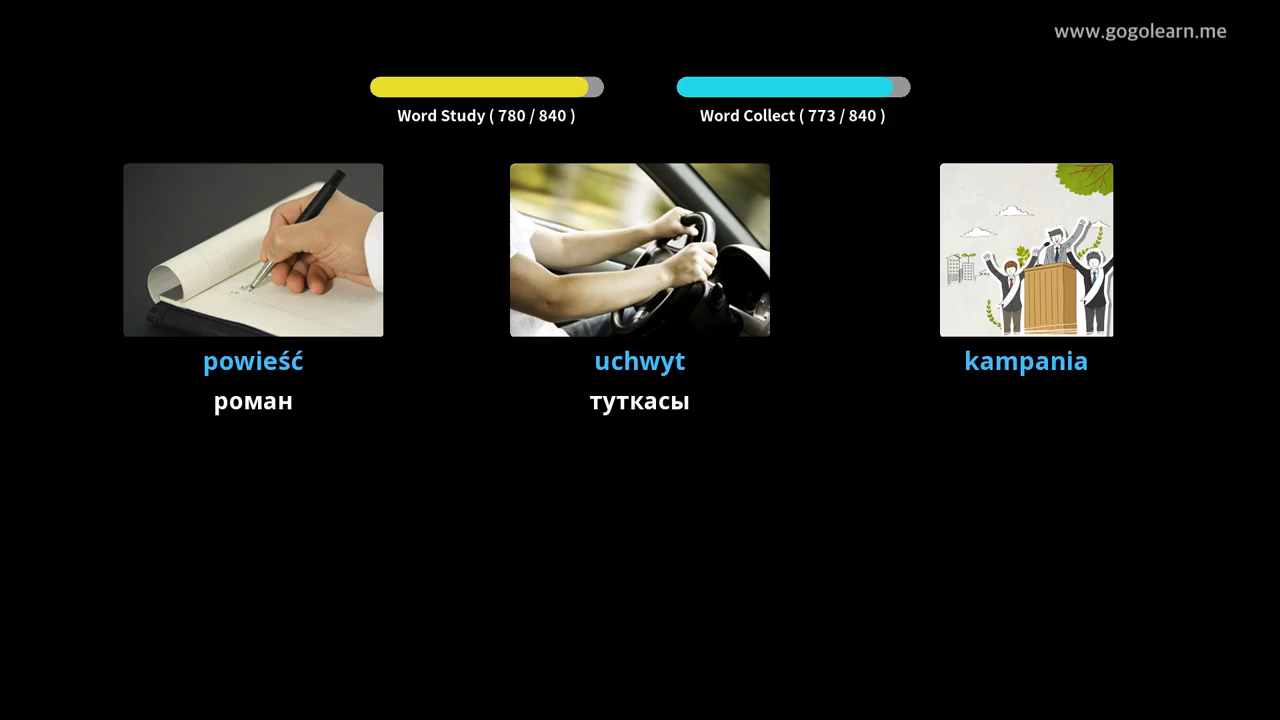 www.gogolearn.me
Word Study ( 780 / 840 )
Word Collect ( 773 / 840 )
powieść
uchwyt
kampania
роман
туткасы